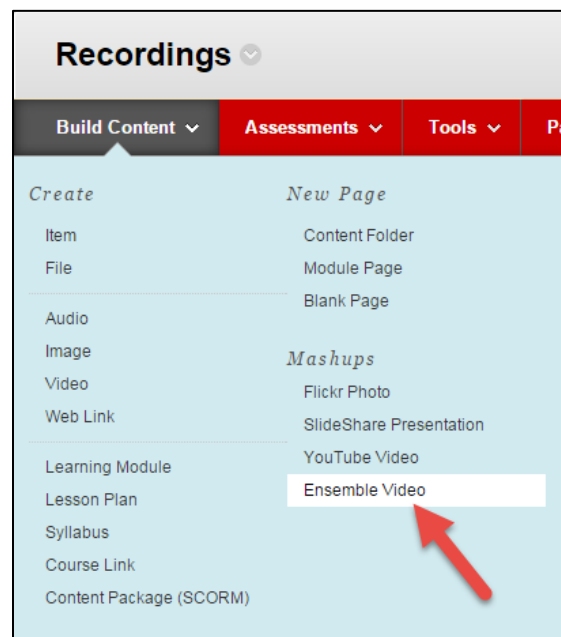 Recordings
Build Content
Assessments
Tools
Create
Item
File
Audio
Image
Video
Web Link
Learning Module
Lesson Plan
Syllabus
Course Link
Content Package (SCORM)
New Page
Content Folder
Module Page
Blank Page
Mashups
Flickr Photo
SlideShare Presentation
YouTube Video
Ensemble Video